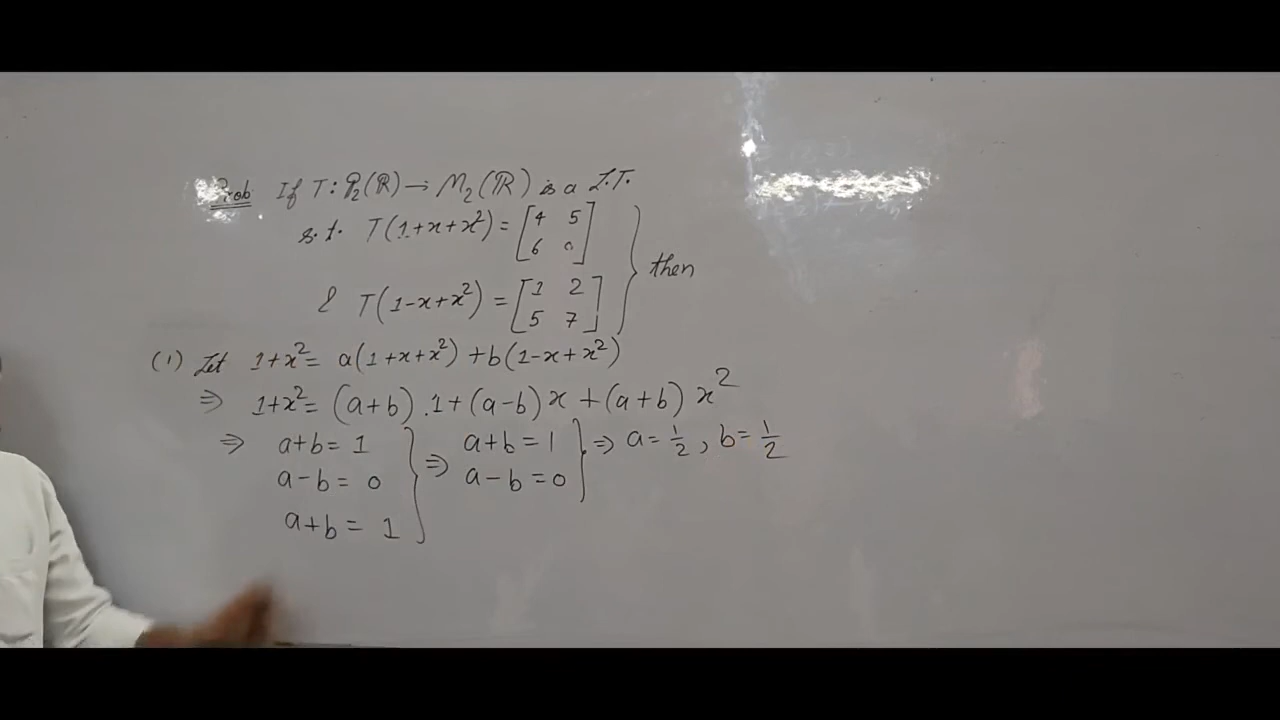 Prob If T: P₂(ℝ) → M₂(ℝ) is a L.T.
s.t. T(1+x+x²) = [4 5
6 0]
& T(1-x+x²) = [1 2
5 7] } then
(1) Let 1+x² = a(1+x+x²) + b(1-x+x²)
⇒ 1+x² = (a+b).1 + (a-b)x + (a+b)x²
⇒ a+b = 1 } ⇒ a+b = 1 } ⇒ a = 1/2, b = 1/2
a-b = 0 a-b = 0
a+b = 1